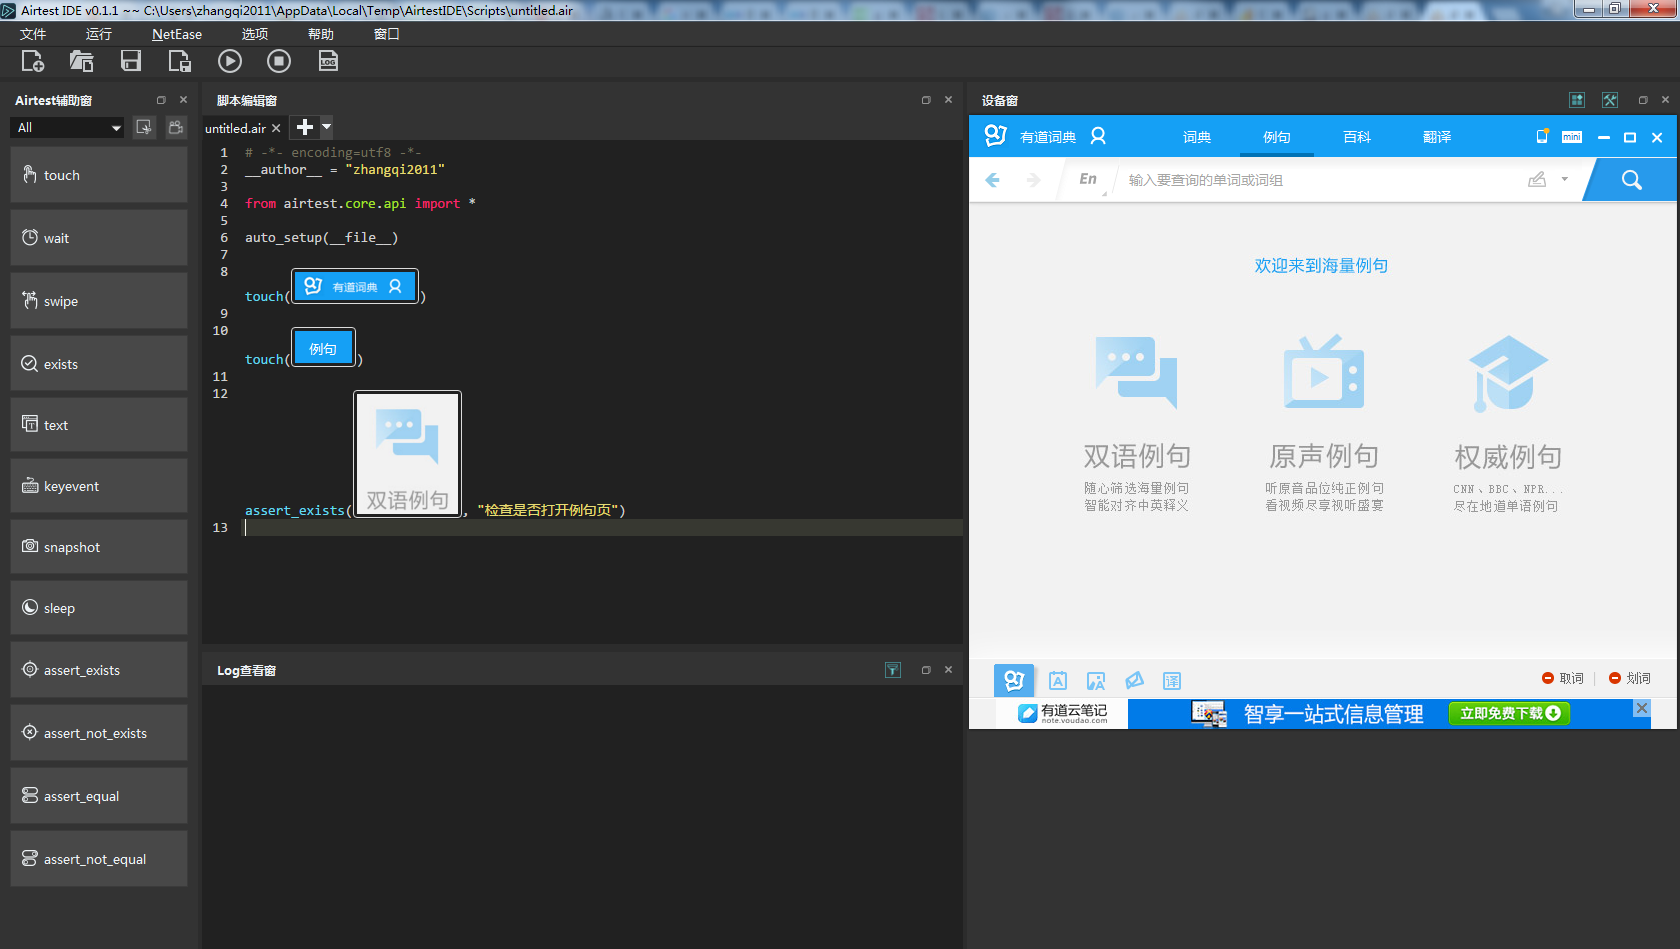 Airtest IDE v0.1.1 ~~ C:\Users\zhangqi2011\AppData\Local\Temp\AirtestIDE\Scripts\untitled.air
文件 运行 NetEase 选项 帮助 窗口
LOG
Airtest辅助窗
All
touch
wait
swipe
exists
text
keyevent
snapshot
sleep
assert_exists
assert_not_exists
assert_equal
assert_not_equal
脚本编辑窗
untitled.air
1 # -*- encoding=utf8 -*-
2 __author__ = "zhangqi2011"
3
4 from airtest.core.api import *
5
6 auto_setup(__file__)
7
8
touch( 有道词典 )
9
10
touch( 例句 )
11
12
双语例句
assert_exists( , "检查是否打开例句页")
13
Log查看窗
设备窗
有道词典 词典 例句 百科 翻译 mini
En 输入要查询的单词或词组
欢迎来到海量例句
双语例句
随心筛选海量例句
智能对齐中英释义
原声例句
听原音品位纯正例句
看视频尽享视听盛宴
权威例句
CNN、BBC、NPR...
尽在地道单语例句
A A 译 取词 划词
有道云笔记
note.youdao.com
智享一站式信息管理
立即免费下载